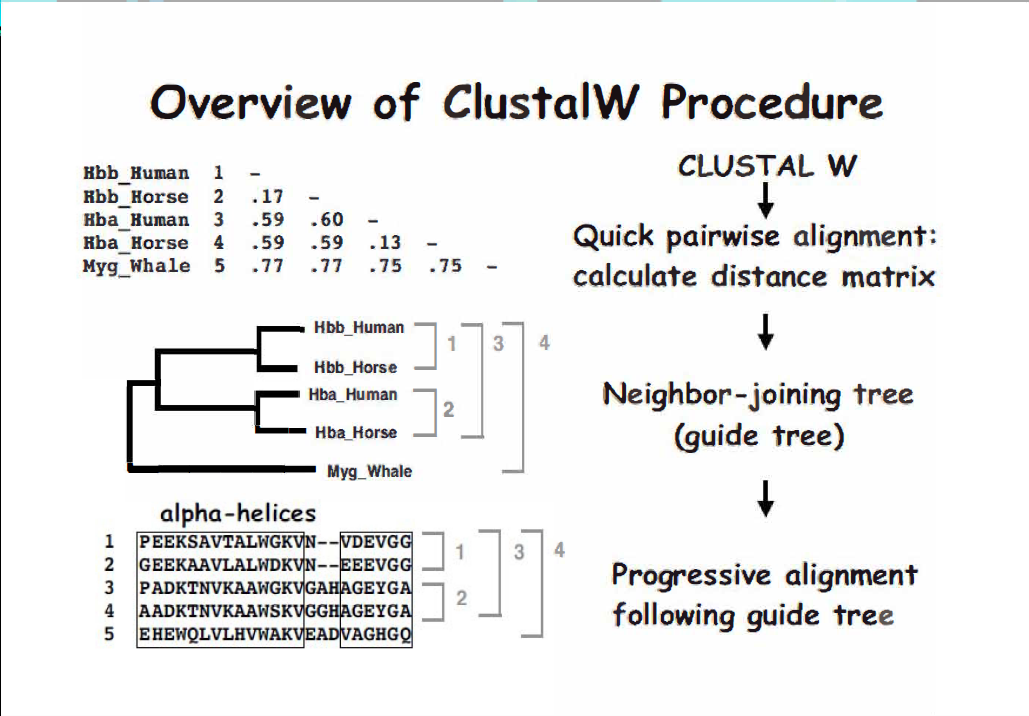 Overview of ClustalW Procedure
Hbb_Human 1 -
Hbb_Horse 2 .17 -
Hba_Human 3 .59 .60 -
Hba_Horse 4 .59 .59 .13 -
Myg_Whale 5 .77 .77 .75 .75 -
Hbb_Human
Hbb_Horse
Hba_Human
Hba_Horse
Myg_Whale
1
2
3
4
alpha-helices
1 PEEKSAVTALWGKVN--VDEVGG
2 GEEKAAVLALWDKVN--EEEVGG
3 PADKTNVKAAWGKVGAHAGEYGA
4 AADKTNVKAAWSKVGGHAGEYGA
5 EHEWQLVLHVWAKVEADVAGHGQ
1
2
3
4
CLUSTAL W
Quick pairwise alignment:
calculate distance matrix
Neighbor-joining tree
(guide tree)
Progressive alignment
following guide tree